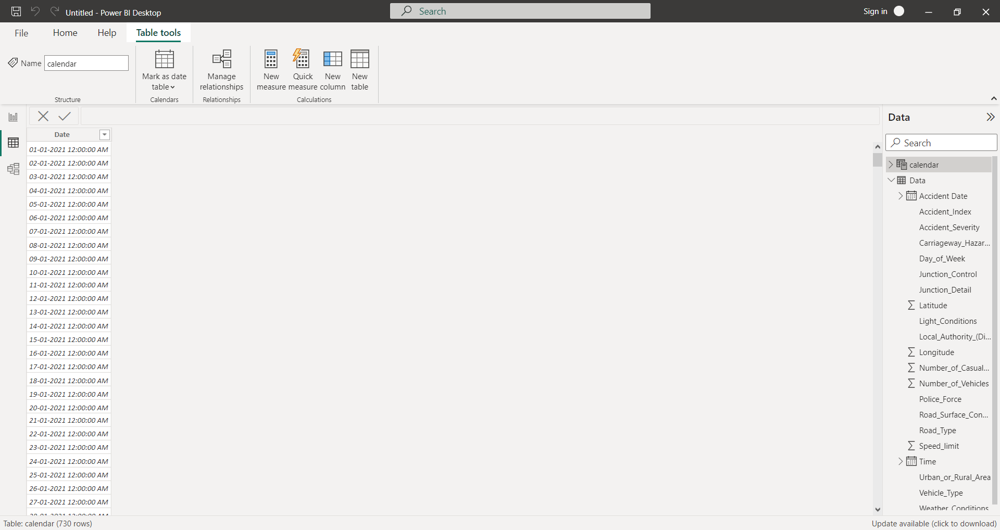 Untitled - Power BI Desktop
Search
Sign in
File
Home
Help
Table tools
Name
calendar
Structure
Mark as date
table
Calendars
Manage
relationships
Relationships
New
measure
Quick
measure
New
column
New
table
Calculations
Date
01-01-2021 12:00:00 AM
02-01-2021 12:00:00 AM
03-01-2021 12:00:00 AM
04-01-2021 12:00:00 AM
05-01-2021 12:00:00 AM
06-01-2021 12:00:00 AM
07-01-2021 12:00:00 AM
08-01-2021 12:00:00 AM
09-01-2021 12:00:00 AM
10-01-2021 12:00:00 AM
11-01-2021 12:00:00 AM
12-01-2021 12:00:00 AM
13-01-2021 12:00:00 AM
14-01-2021 12:00:00 AM
15-01-2021 12:00:00 AM
16-01-2021 12:00:00 AM
17-01-2021 12:00:00 AM
18-01-2021 12:00:00 AM
19-01-2021 12:00:00 AM
20-01-2021 12:00:00 AM
21-01-2021 12:00:00 AM
22-01-2021 12:00:00 AM
23-01-2021 12:00:00 AM
24-01-2021 12:00:00 AM
25-01-2021 12:00:00 AM
26-01-2021 12:00:00 AM
27-01-2021 12:00:00 AM
28-01-2021 12:00:00 AM
Data
Search
calendar
Data
Accident Date
Accident_Index
Accident_Severity
Carriageway_Hazar...
Day_of_Week
Junction_Control
Junction_Detail
Latitude
Light_Conditions
Local_Authority_(Di...
Longitude
Number_of_Casual...
Number_of_Vehicles
Police_Force
Road_Surface_Con...
Road_Type
Speed_limit
Time
Urban_or_Rural_Area
Vehicle_Type
Weather_Conditions
Table: calendar (730 rows)
Update available (click to download)